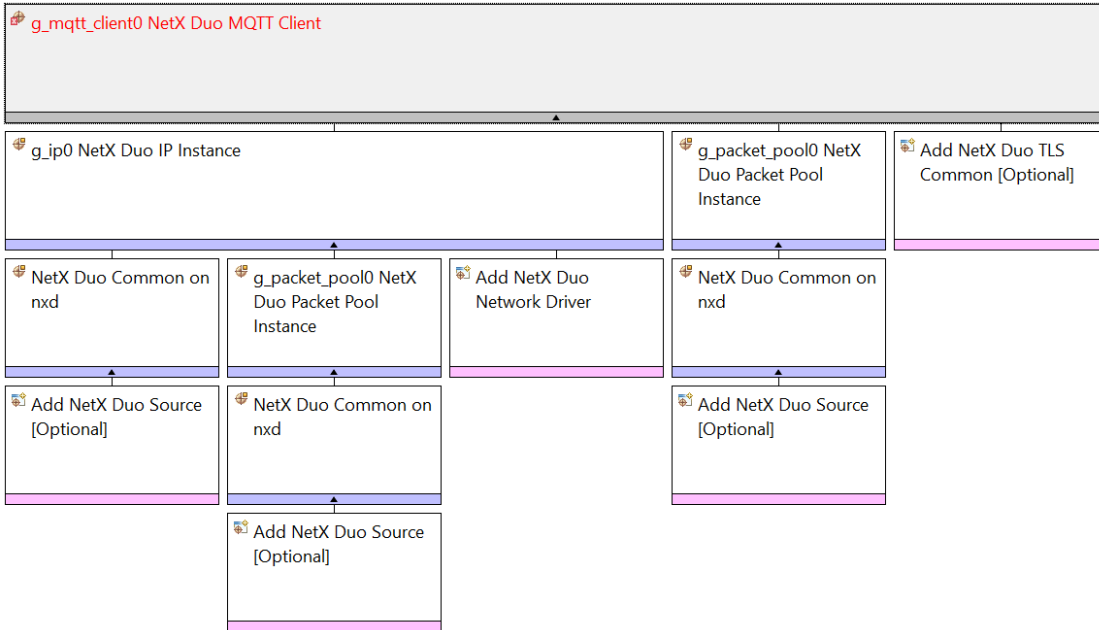 g_mqtt_client0 NetX Duo MQTT Client
g_ip0 NetX Duo IP Instance
g_packet_pool0 NetX
Duo Packet Pool
Instance
Add NetX Duo TLS
Common [Optional]
NetX Duo Common on
nxd
g_packet_pool0 NetX
Duo Packet Pool
Instance
Add NetX Duo
Network Driver
NetX Duo Common on
nxd
Add NetX Duo Source
[Optional]
NetX Duo Common on
nxd
Add NetX Duo Source
[Optional]
Add NetX Duo Source
[Optional]